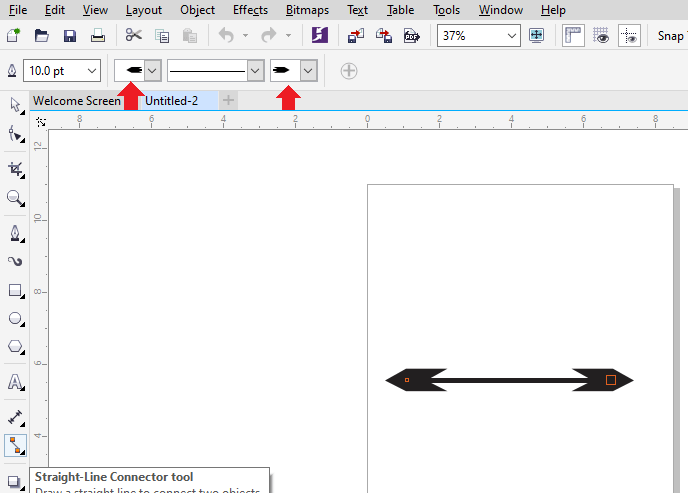 File Edit View Layout Object Effects Bitmaps Text Table Tools Window Help
PDF 37% Snap
10.0 pt
Welcome Screen Untitled-2
8 6 4 2 0 2 4 6 8
12
10
8
6
4
Straight-Line Connector tool
Draw a straight line to connect two objects